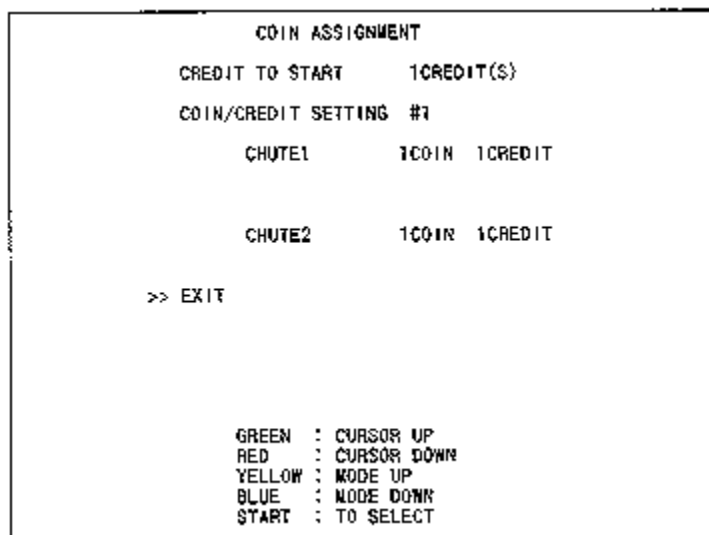 COIN ASSIGNMENT
CREDIT TO START 1CREDIT(S)
COIN/CREDIT SETTING #1
CHUTE1 1COIN 1CREDIT
CHUTE2 1COIN 1CREDIT
>> EXIT
GREEN : CURSOR UP
RED : CURSOR DOWN
YELLOW : MODE UP
BLUE : MODE DOWN
START : TO SELECT